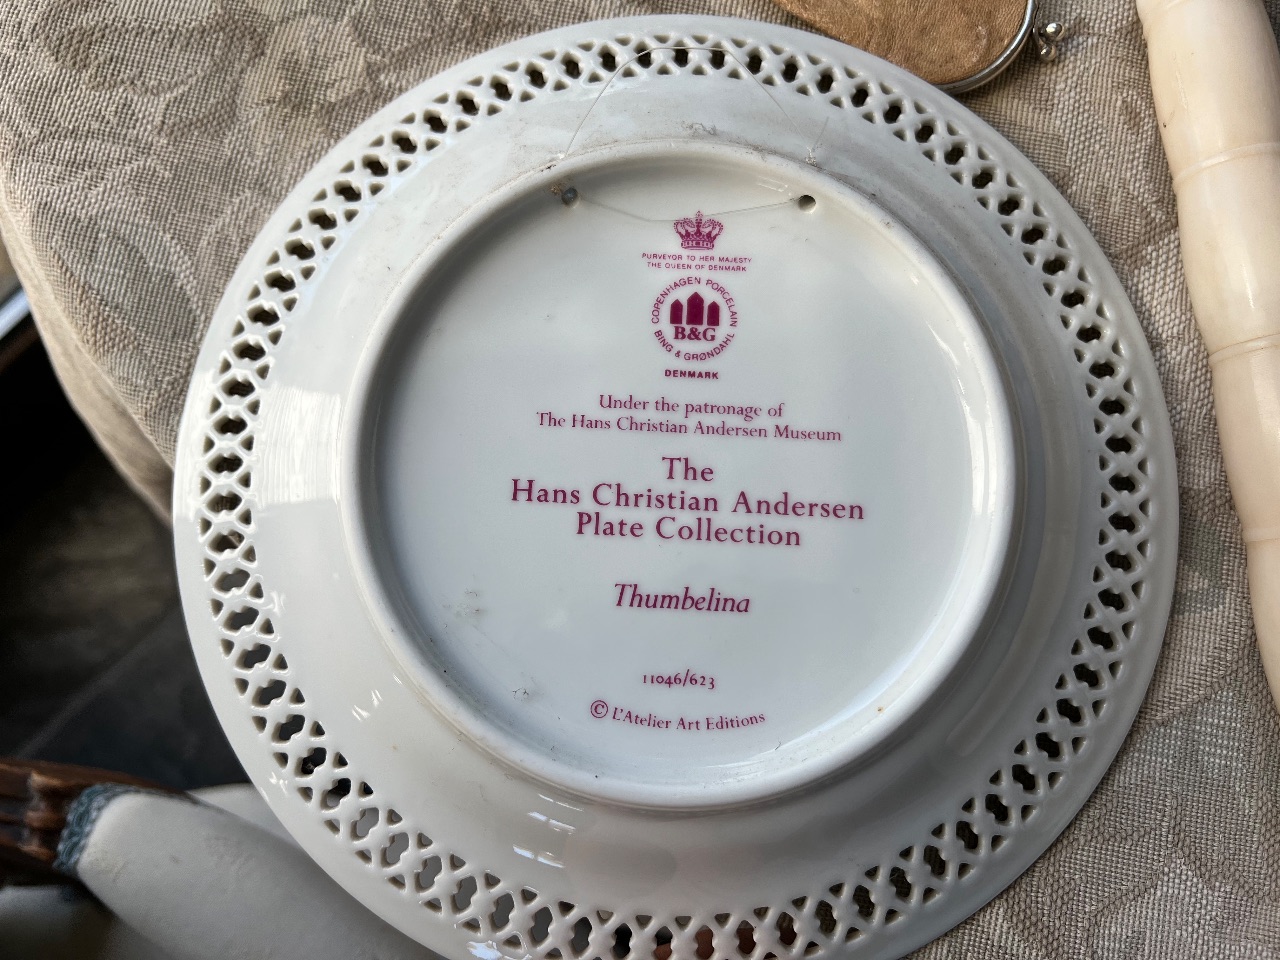 PURVEYOR TO HER MAJESTY
THE QUEEN OF DENMARK
COPENHAGEN PORCELAIN
B&G
BING & GRØNDAHL
DENMARK
Under the patronage of
The Hans Christian Andersen Museum
The
Hans Christian Andersen
Plate Collection
Thumbelina
11046/623
© L'Atelier Art Editions